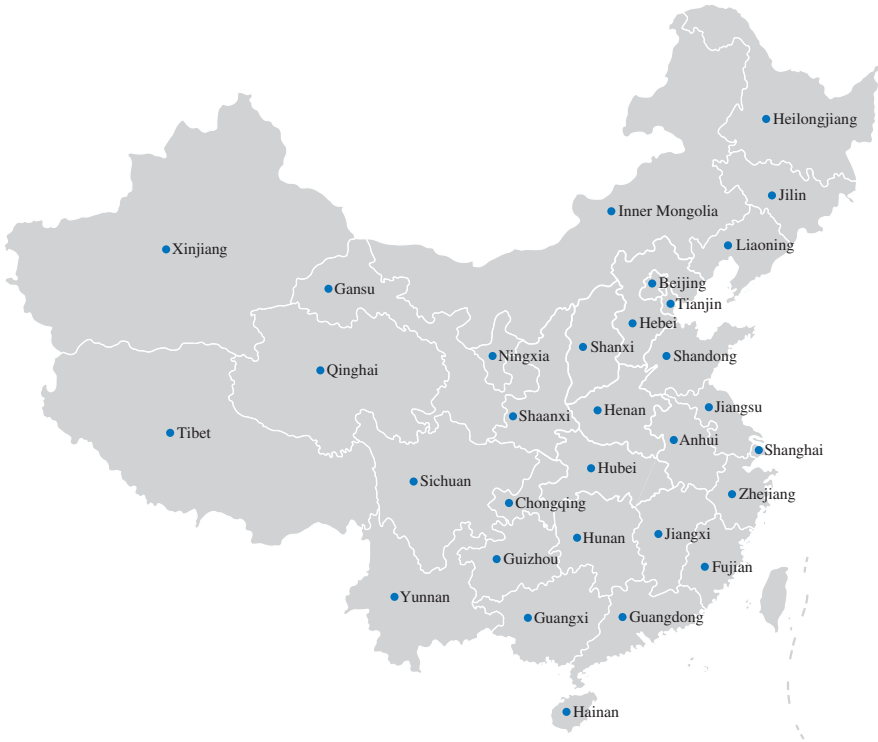 Heilongjiang
Jilin
Inner Mongolia
Liaoning
Xinjiang
Beijing
Gansu
Tianjin
Hebei
Shanxi
Ningxia
Shandong
Qinghai
Jiangsu
Henan
Shaanxi
Tibet
Anhui
Shanghai
Hubei
Sichuan
Zhejiang
Chongqing
Jiangxi
Hunan
Guizhou
Fujian
Yunnan
Guangxi
Guangdong
Hainan